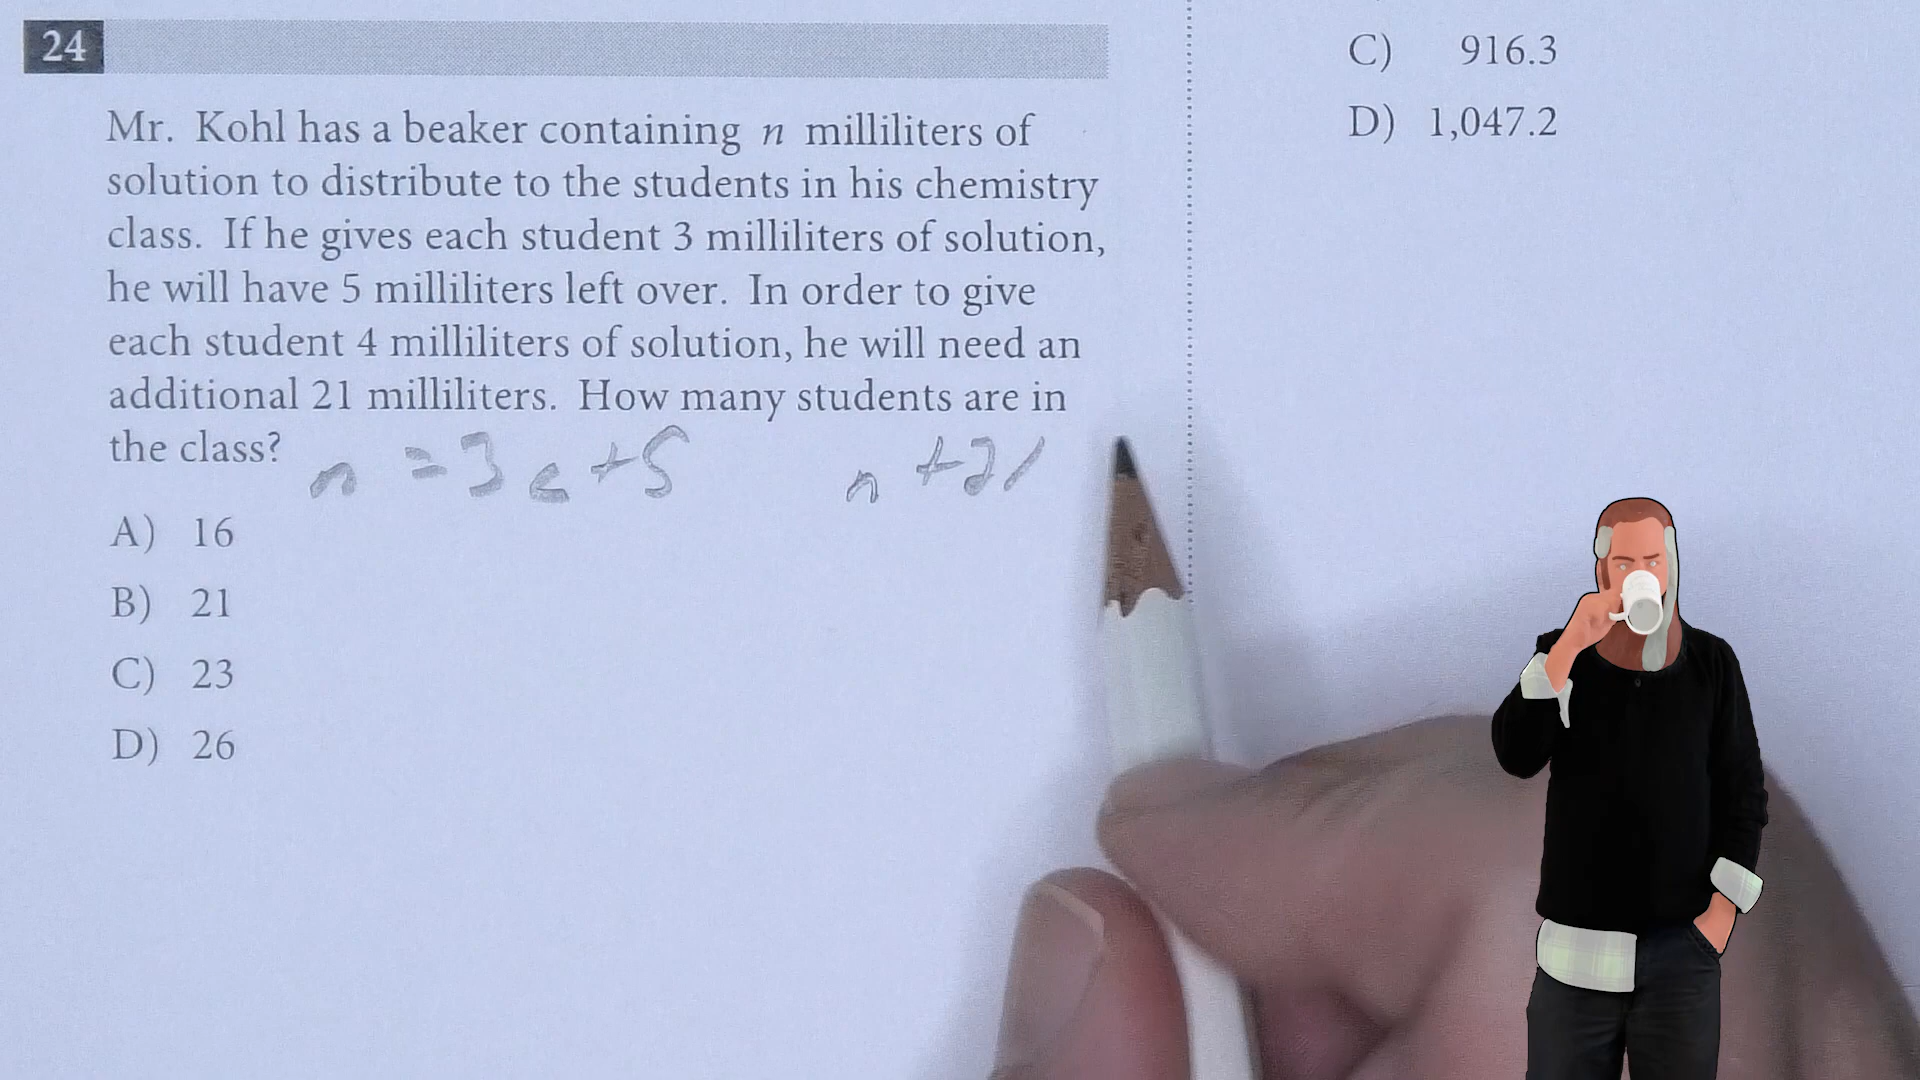 24
Mr. Kohl has a beaker containing n milliliters of
solution to distribute to the students in his chemistry
class. If he gives each student 3 milliliters of solution,
he will have 5 milliliters left over. In order to give
each student 4 milliliters of solution, he will need an
additional 21 milliliters. How many students are in
the class?
n = 3c + 5
n + 21
A) 16
B) 21
C) 23
D) 26
C) 916.3
D) 1,047.2